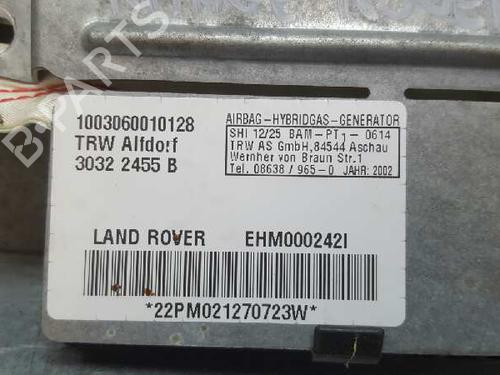 1003060010128
TRW Alfdorf
3032 2455 B
AIRBAG-HYBRIDGAS-GENERATOR
SHI 12/25 BAM-PT1-0614
TRW AS GmbH,84544 Aschau
Wernher von Braun Str.1
Tel. 08638/965-0 JAHR: 2002
LAND ROVER EHM000242I
*22PM021270723W*